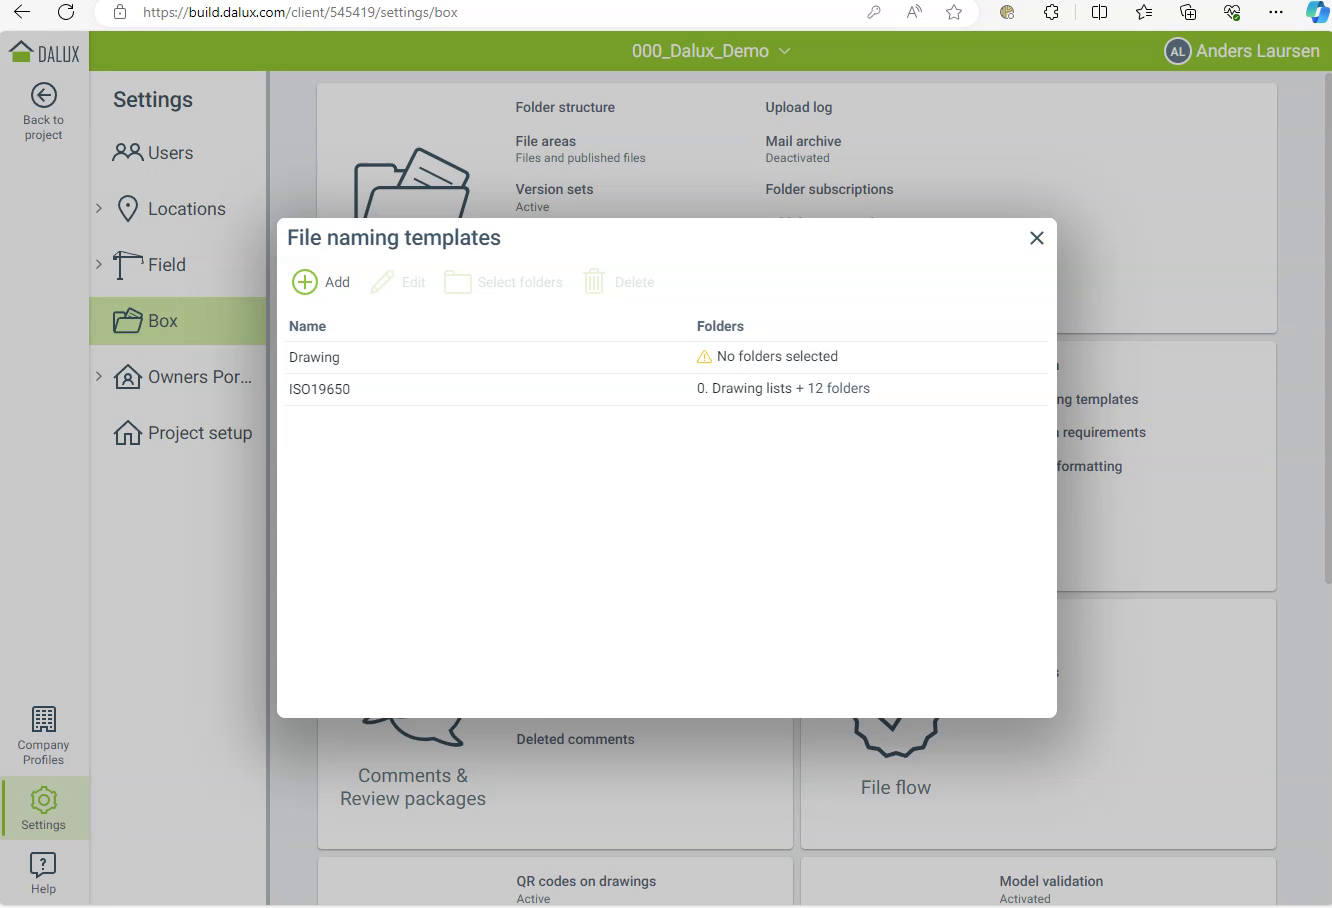 https://build.dalux.com/client/545419/settings/box
DALUX
000_Dalux_Demo
AL Anders Laursen
Back to
project
Settings
Users
Locations
Field
Box
Owners Por...
Project setup
Company
Profiles
Settings
Help
Folder structure
Upload log
File areas
Files and published files
Mail archive
Deactivated
Version sets
Active
Folder subscriptions
File naming templates
Add
Edit
Select folders
Delete
Name
Folders
Drawing
No folders selected
ISO19650
0. Drawing lists + 12 folders
ng templates
requirements
formatting
Deleted comments
Comments &
Review packages
File flow
QR codes on drawings
Active
Model validation
Activated